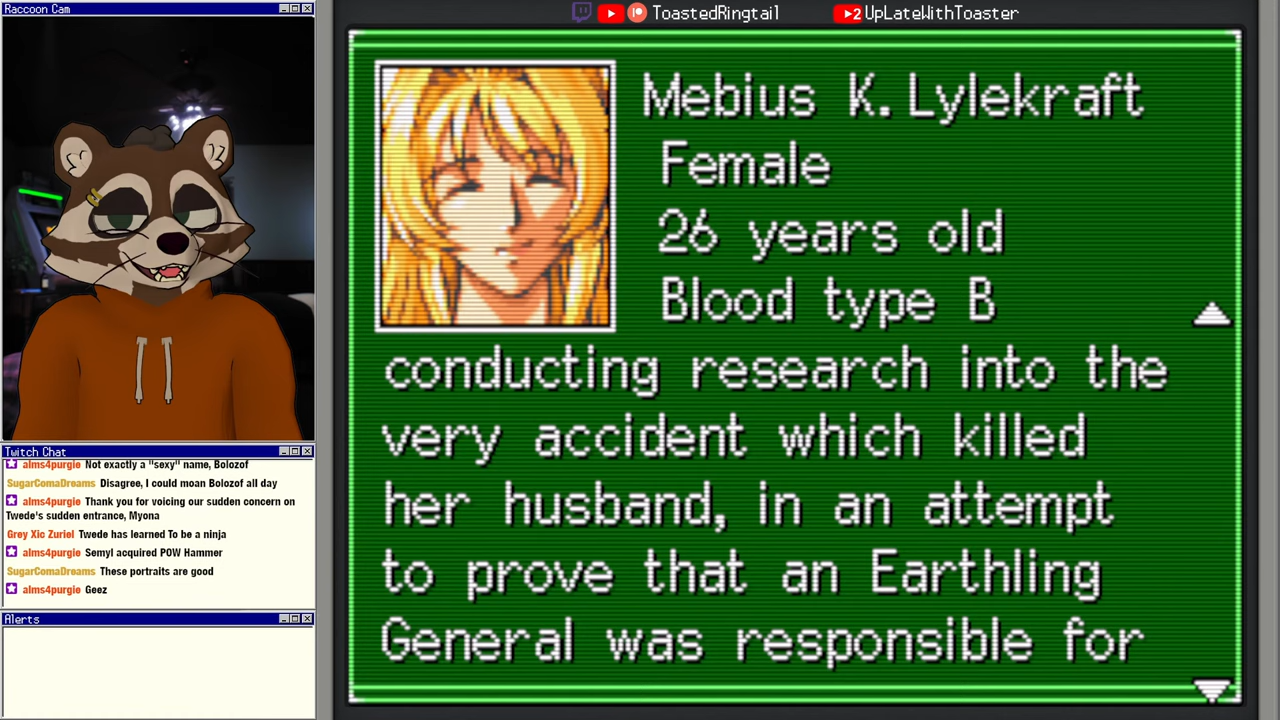 Raccoon Cam
ToastedRingtail
UpLateWithToaster
Mebius K. Lylekraft
Female
26 years old
Blood type B
conducting research into the
very accident which killed
her husband, in an attempt
to prove that an Earthling
General was responsible for
Twitch Chat
alms4purgio Not exactly a "sexy" name, Bolozof
SugarComaDreams Disagree, I could moan Bolozof all day
alms4purgio Thank you for voicing our sudden concern on
Twede's sudden entrance, Myona
Grey Xic Zuriel Twede has learned To be a ninja
alms4purgio Semyl acquired POW Hammer
SugarComaDreams These portraits are good
alms4purgio Geez
Alerts